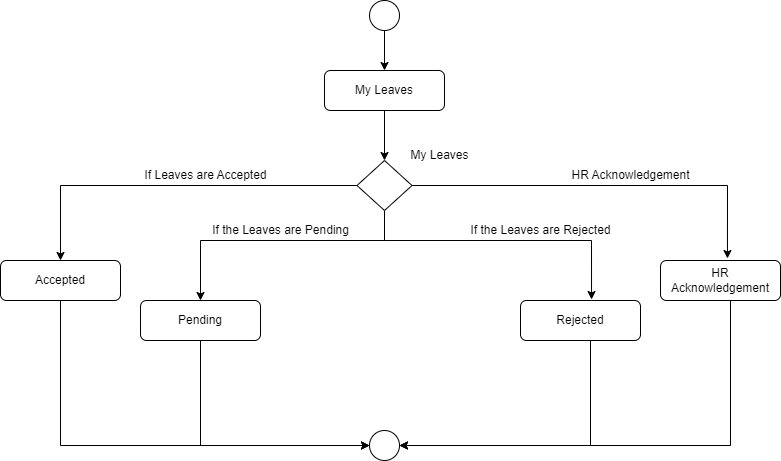 My Leaves
My Leaves
If Leaves are Accepted
HR Acknowledgement
If the Leaves are Pending
If the Leaves are Rejected
Accepted
HR
Acknowledgement
Pending
Rejected